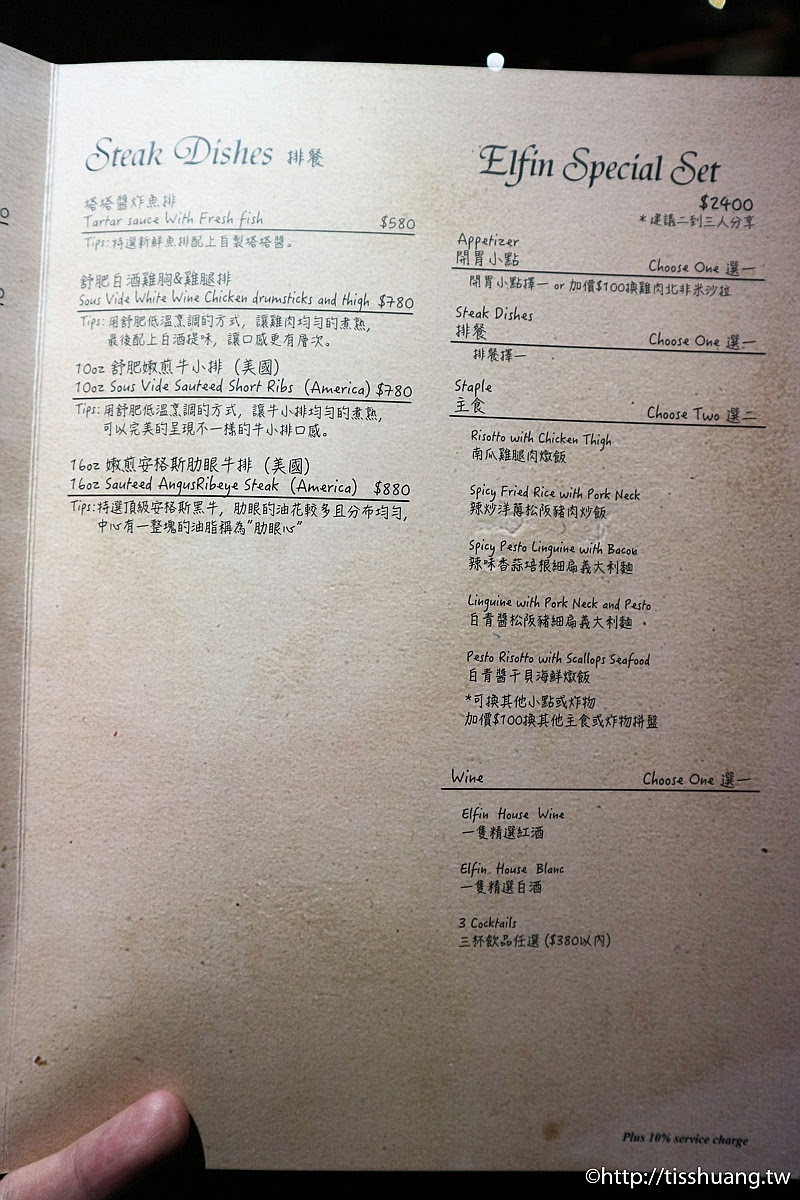 Steak Dishes 排餐
塔塔醬炸魚排
Tartar sauce With Fresh fish $580
Tips: 特選新鮮魚排配上自製塔塔醬。
舒肥白酒雞胸&雞腿排
Sous Vide White Wine Chicken drumsticks and thigh $780
Tips: 用舒肥低溫烹調的方式，讓雞肉均勻的煮熟，
最後配上白酒提味，讓口感更有層次。
10oz 舒肥嫩煎牛小排 (美國)
10oz Sous Vide Sauteed Short Ribs (America) $780
Tips: 用舒肥低溫烹調的方式，讓牛小排均勻的煮熟，
可以完美的呈現不一樣的牛小排口感。
16oz 嫩煎安格斯肋眼牛排 (美國)
16oz Sauteed AngusRibeye Steak (America) $880
Tips: 特選頂級安格斯黑牛，肋眼的油花較多且分布均勻，
中心有一整塊的油脂稱為“肋眼心”
Elfin Special Set
$2400
*建議二到三人分享
Appetizer
開胃小點 Choose One 選一
開胃小點擇一 or 加價$100換雞肉北非米沙拉
Steak Dishes
排餐 Choose One 選一
排餐擇一
Staple
主食 Choose Two 選二
Risotto with Chicken Thigh
南瓜雞腿肉燉飯
Spicy Fried Rice with Pork Neck
辣炒洋蔥松阪豬肉炒飯
Spicy Pesto Linguine with Bacon
辣味香蒜培根細扁義大利麵
Linguine with Pork Neck and Pesto
白青醬松阪豬細扁義大利麵
Pesto Risotto with Scallops Seafood
白青醬干貝海鮮燉飯
*可換其他小點或炸物
加價$100換其他主食或炸物拼盤
Wine Choose One 選一
Elfin House Wine
一隻精選紅酒
Elfin House Blanc
一隻精選白酒
3 Cocktails
三杯飲品任選 ($380以內)
Plus 10% service charge
©http://tisshuang.tw